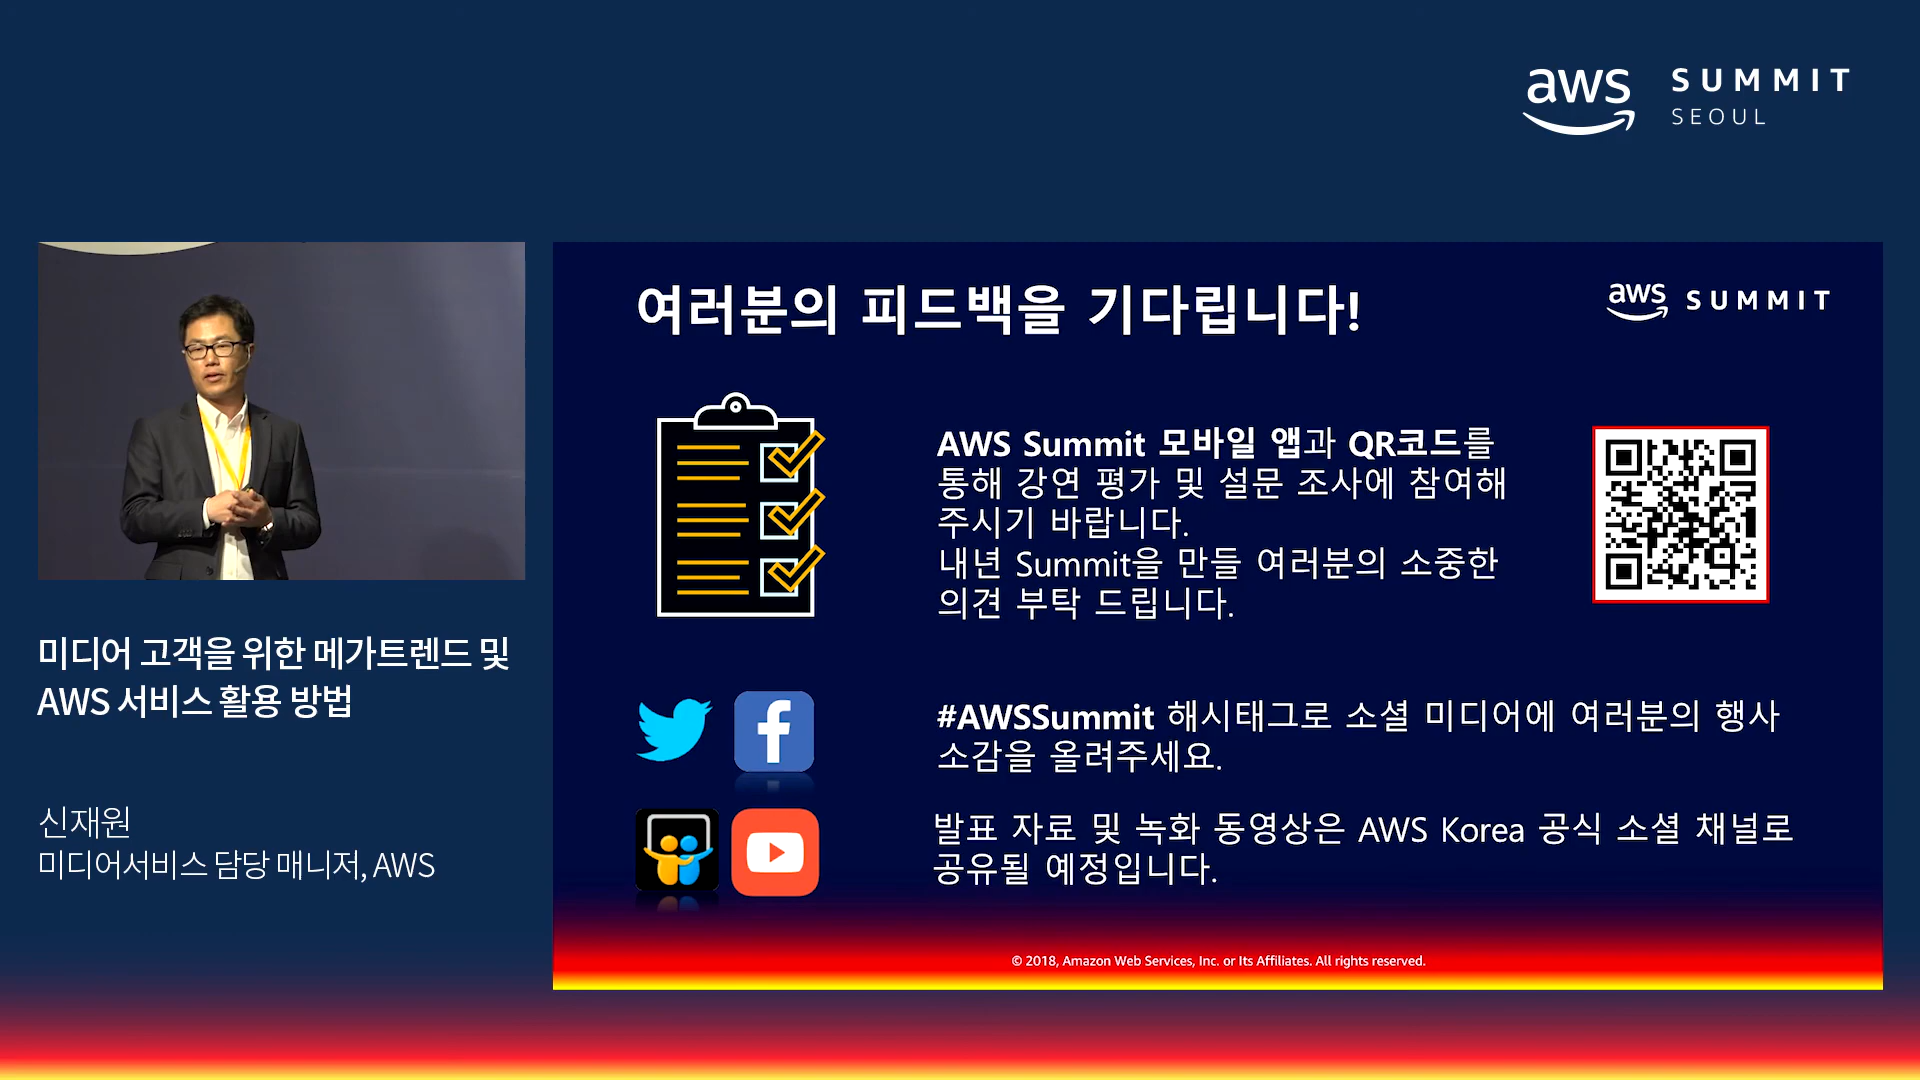 aws SUMMIT
SEOUL
여러분의 피드백을 기다립니다!
aws SUMMIT
AWS Summit 모바일 앱과 QR코드를
통해 강연 평가 및 설문 조사에 참여해
주시기 바랍니다.
내년 Summit을 만들 여러분의 소중한
의견 부탁 드립니다.
#AWSSummit 해시태그로 소셜 미디어에 여러분의 행사
소감을 올려주세요.
발표 자료 및 녹화 동영상은 AWS Korea 공식 소셜 채널로
공유될 예정입니다.
© 2018, Amazon Web Services, Inc. or Its Affiliates. All rights reserved.
미디어 고객을 위한 메가트렌드 및
AWS 서비스 활용 방법
신재원
미디어서비스 담당 매니저, AWS